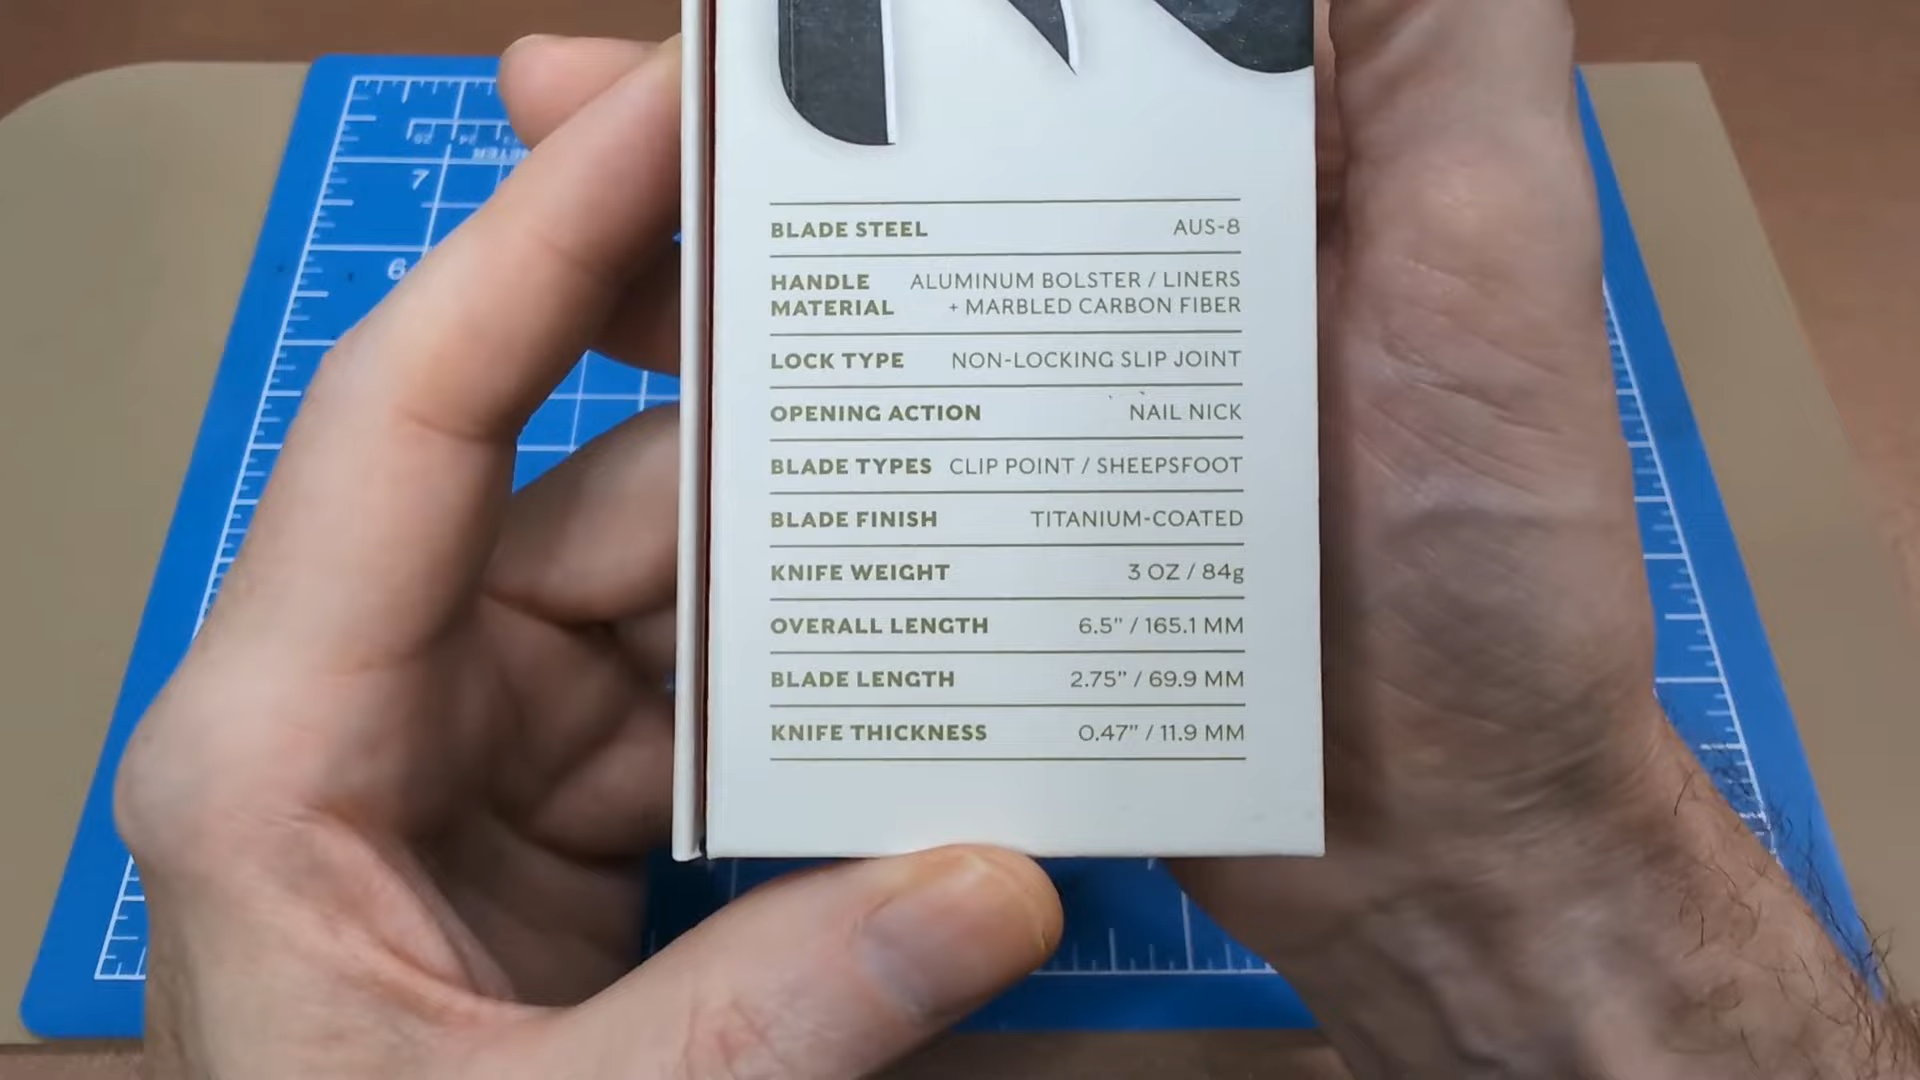 7
6
BLADE STEEL AUS-8
HANDLE MATERIAL ALUMINUM BOLSTER / LINERS
+ MARBLED CARBON FIBER
LOCK TYPE NON-LOCKING SLIP JOINT
OPENING ACTION NAIL NICK
BLADE TYPES CLIP POINT / SHEEPSFOOT
BLADE FINISH TITANIUM-COATED
KNIFE WEIGHT 3 OZ / 84g
OVERALL LENGTH 6.5" / 165.1 MM
BLADE LENGTH 2.75" / 69.9 MM
KNIFE THICKNESS 0.47" / 11.9 MM